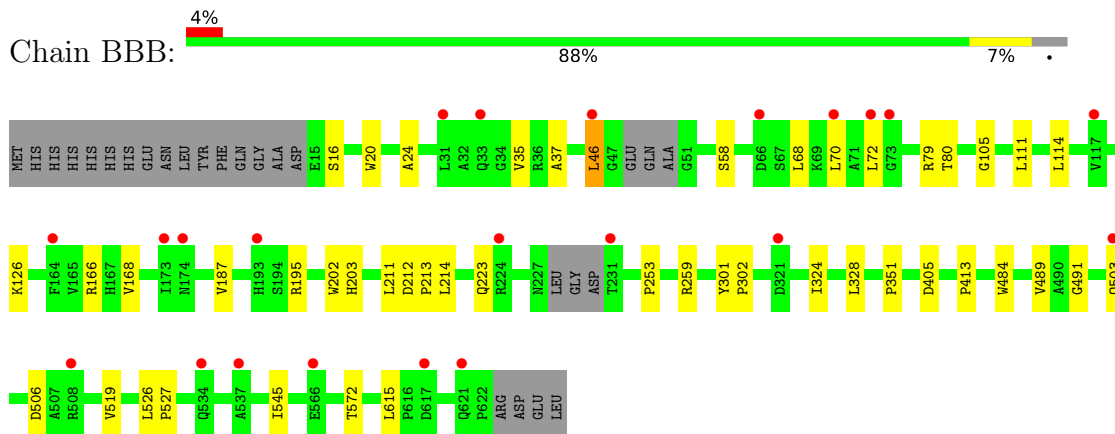 4%
Chain BBB:
88% 7% •
MET HIS HIS HIS HIS HIS HIS GLU ASN LEU TYR PHE GLN GLY ALA ASP E15 S16 W20 A24 L31 A32 Q33 G34 V35 R36 A37 L46 G47 GLU GLN ALA G51 S58 D66 S67 L68 K69 L70 A71 L72 G73 R79 T80 G105 L111 L114 V117
K126 F164 V165 R166 H167 V168 I173 N174 V187 H193 S194 R195 W202 H203 L211 D212 P213 L214 Q223 R224 N227 LEU GLY ASP T231 P253 R259 Y301 P302 D321 I324 L328 P351 D405 P413 W484 V489 A490 G491 Q503
D506 A507 R508 V519 L526 P527 Q534 A537 I545 E566 T572 L615 P616 D617 Q621 P622 ARG ASP GLU LEU